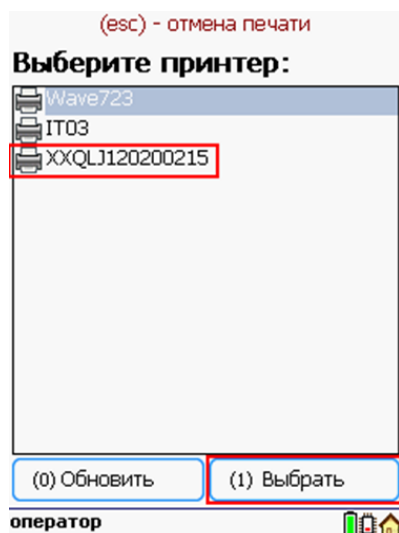 (esc) - отмена печати
Выберите принтер:
Wave723
IT03
XXQLJ120200215
(0) Обновить
(1) Выбрать
оператор